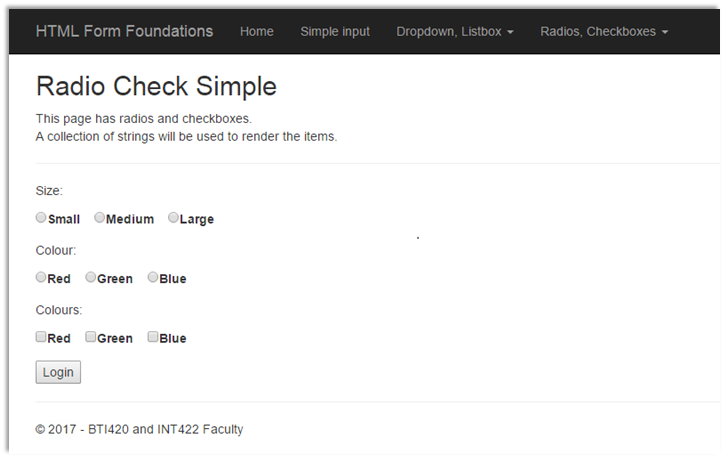 HTML Form Foundations Home Simple input Dropdown, Listbox Radios, Checkboxes
Radio Check Simple
This page has radios and checkboxes.
A collection of strings will be used to render the items.
Size:
Small Medium Large
Colour:
Red Green Blue
Colours:
Red Green Blue
Login
© 2017 - BTI420 and INT422 Faculty